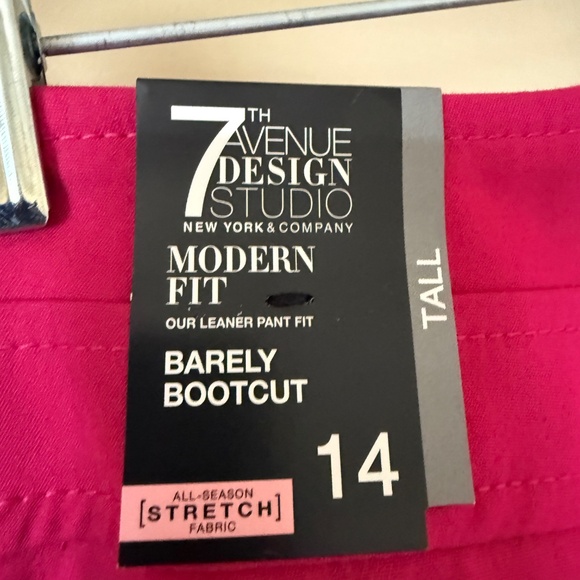 7TH
AVENUE
DESIGN
STUDIO
NEW YORK & COMPANY
MODERN
FIT
OUR LEANER PANT FIT
BARELY
BOOTCUT
14
ALL-SEASON
[STRETCH]
FABRIC
TALL